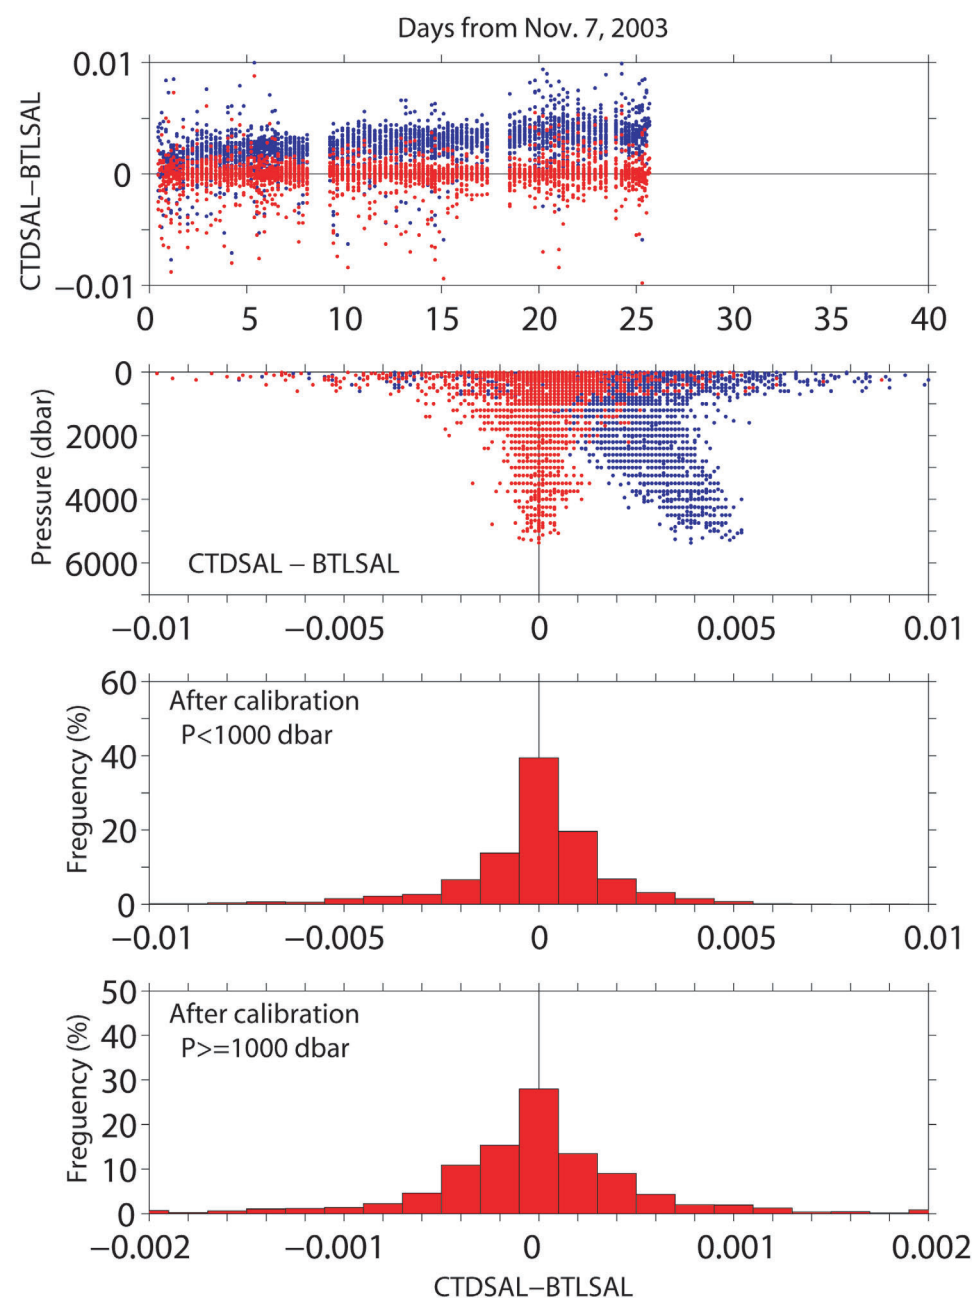 Days from Nov. 7, 2003
CTDSAL−BTLSAL
0.01
0
−0.01
0 5 10 15 20 25 30 35 40
Pressure (dbar)
0
2000
4000
6000
CTDSAL − BTLSAL
−0.01 −0.005 0 0.005 0.01
Freguency (%)
60
40
20
0
After calibration
P<1000 dbar
−0.01 −0.005 0 0.005 0.01
Freguency (%)
50
40
30
20
10
0
After calibration
P>=1000 dbar
−0.002 −0.001 0 0.001 0.002
CTDSAL−BTLSAL